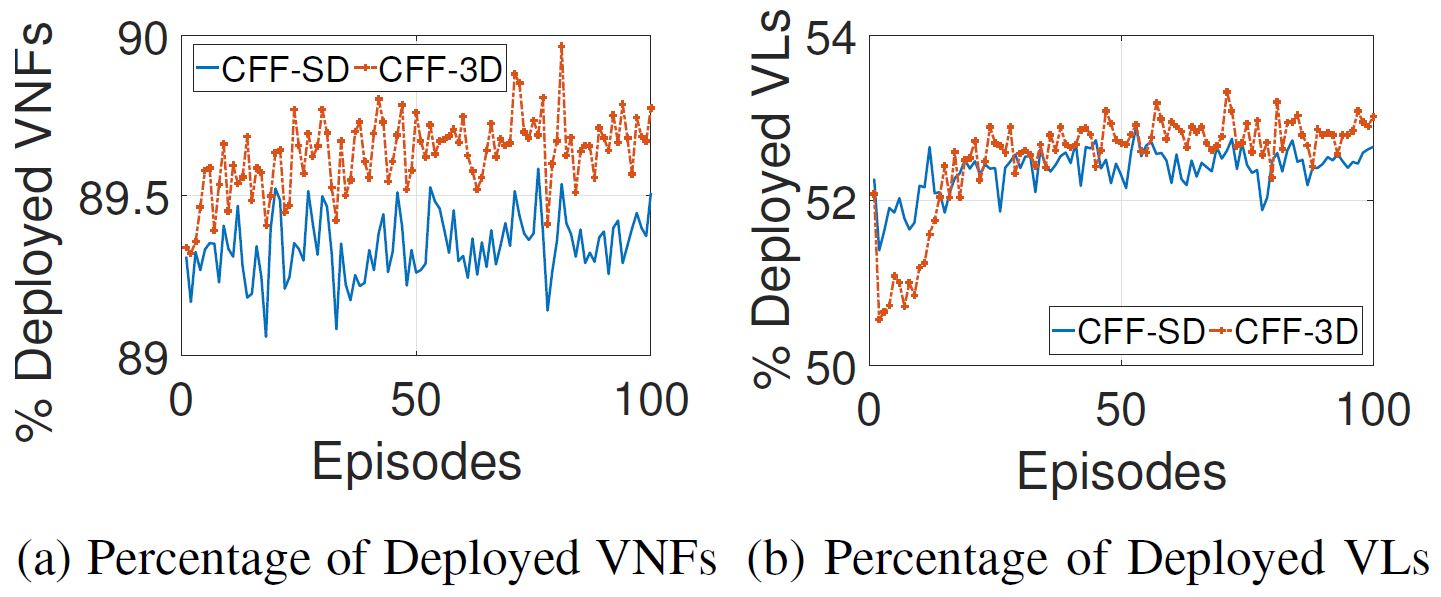 % Deployed VNFs
90
89.5
89
CFF-SD CFF-3D
0 50 100
Episodes
(a) Percentage of Deployed VNFs
% Deployed VLs
54
52
50
CFF-SD CFF-3D
0 50 100
Episodes
(b) Percentage of Deployed VLs